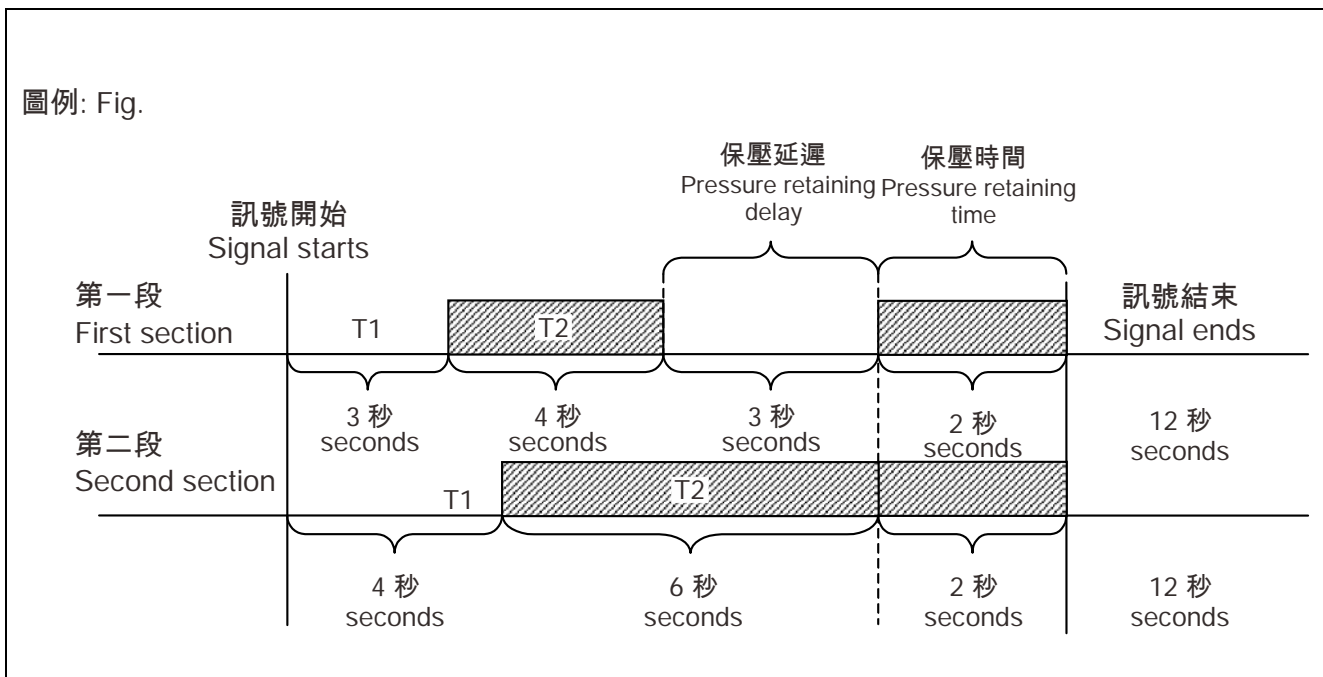 圖例: Fig.
保壓延遲
Pressure retaining
delay
保壓時間
Pressure retaining
time
訊號開始
Signal starts
第一段
First section
T1
T2
訊號結束
Signal ends
3 秒
seconds
4 秒
seconds
3 秒
seconds
2 秒
seconds
12 秒
seconds
第二段
Second section
T1
T2
4 秒
seconds
6 秒
seconds
2 秒
seconds
12 秒
seconds